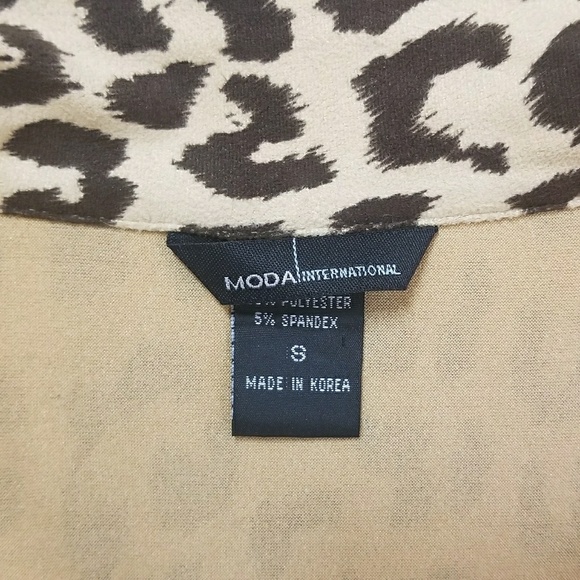 MODA INTERNATIONAL
% POLYESTER
5% SPANDEX
S
MADE IN KOREA